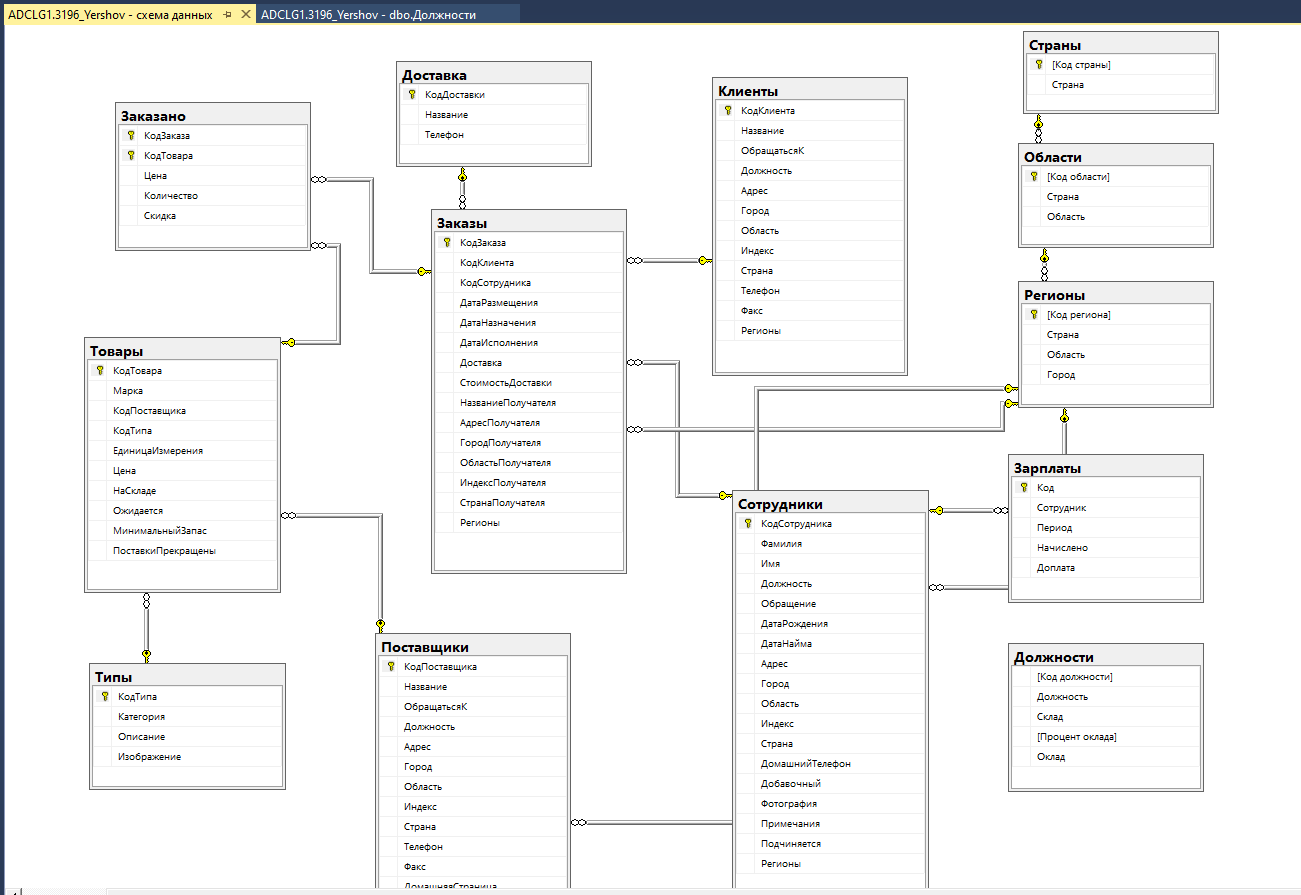 ADCLG1.3196_Yershov - схема данных
ADCLG1.3196_Yershov - dbo.Должности
Заказано
КодЗаказа
КодТовара
Цена
Количество
Скидка
Доставка
КодДоставки
Название
Телефон
Клиенты
КодКлиента
Название
ОбращатьсяК
Должность
Адрес
Город
Область
Индекс
Страна
Телефон
Факс
Регионы
Страны
[Код страны]
Страна
Области
[Код области]
Страна
Область
Регионы
[Код региона]
Страна
Область
Город
Заказы
КодЗаказа
КодКлиента
КодСотрудника
ДатаРазмещения
ДатаНазначения
ДатаИсполнения
Доставка
СтоимостьДоставки
НазваниеПолучателя
АдресПолучателя
ГородПолучателя
ОбластьПолучателя
ИндексПолучателя
СтранаПолучателя
Регионы
Товары
КодТовара
Марка
КодПоставщика
КодТипа
ЕдиницаИзмерения
Цена
НаСкладе
Ожидается
МинимальныйЗапас
ПоставкиПрекращены
Зарплаты
Код
Сотрудник
Период
Начислено
Доплата
Сотрудники
КодСотрудника
Фамилия
Имя
Должность
Обращение
ДатаРождения
ДатаНайма
Адрес
Город
Область
Индекс
Страна
ДомашнийТелефон
Добавочный
Фотография
Примечания
Подчиняется
Регионы
Должности
[Код должности]
Должность
Склад
[Процент оклада]
Оклад
Типы
КодТипа
Категория
Описание
Изображение
Поставщики
КодПоставщика
Название
ОбращатьсяК
Должность
Адрес
Город
Область
Индекс
Страна
Телефон
Факс
ДомашняяСтраница